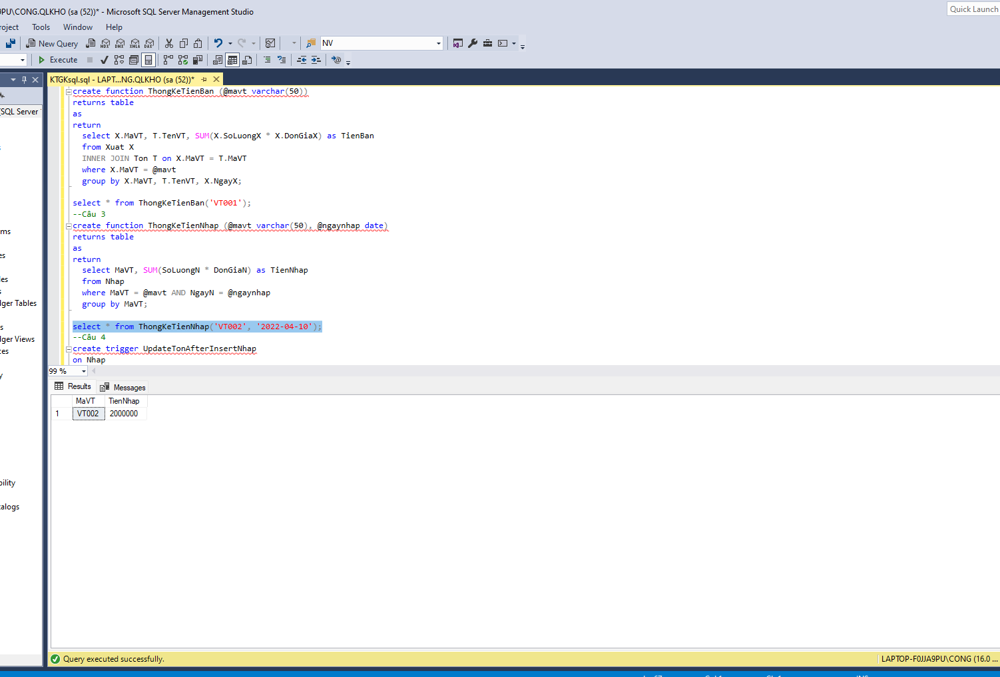 9PU\CONG.QLKHO (sa (52))* - Microsoft SQL Server Management Studio
Quick Launch
roject Tools Window Help
New Query
MDX DMX XMLA DAX
NV
Execute
KTGKsql.sql - LAPT...NG.QLKHO (sa (52))*
create function ThongKeTienBan (@mavt varchar(50))
returns table
as
return
select X.MaVT, T.TenVT, SUM(X.SoLuongX * X.DonGiaX) as TienBan
from Xuat X
INNER JOIN Ton T on X.MaVT = T.MaVT
where X.MaVT = @mavt
group by X.MaVT, T.TenVT, X.NgayX;
select * from ThongKeTienBan('VT001');
--Câu 3
create function ThongKeTienNhap (@mavt varchar(50), @ngaynhap date)
returns table
as
return
select MaVT, SUM(SoLuongN * DonGiaN) as TienNhap
from Nhap
where MaVT = @mavt AND NgayN = @ngaynhap
group by MaVT;
select * from ThongKeTienNhap('VT002', '2022-04-10');
--Câu 4
create trigger UpdateTonAfterInsertNhap
on Nhap
(SQL Server
ms
es
les
s
lger Tables
s
lger Views
ces
y
bility
talogs
99 %
Results Messages
MaVT TienNhap
1 VT002 2000000
Query executed successfully.
LAPTOP-F0JJA9PU\CONG (16.0 ...